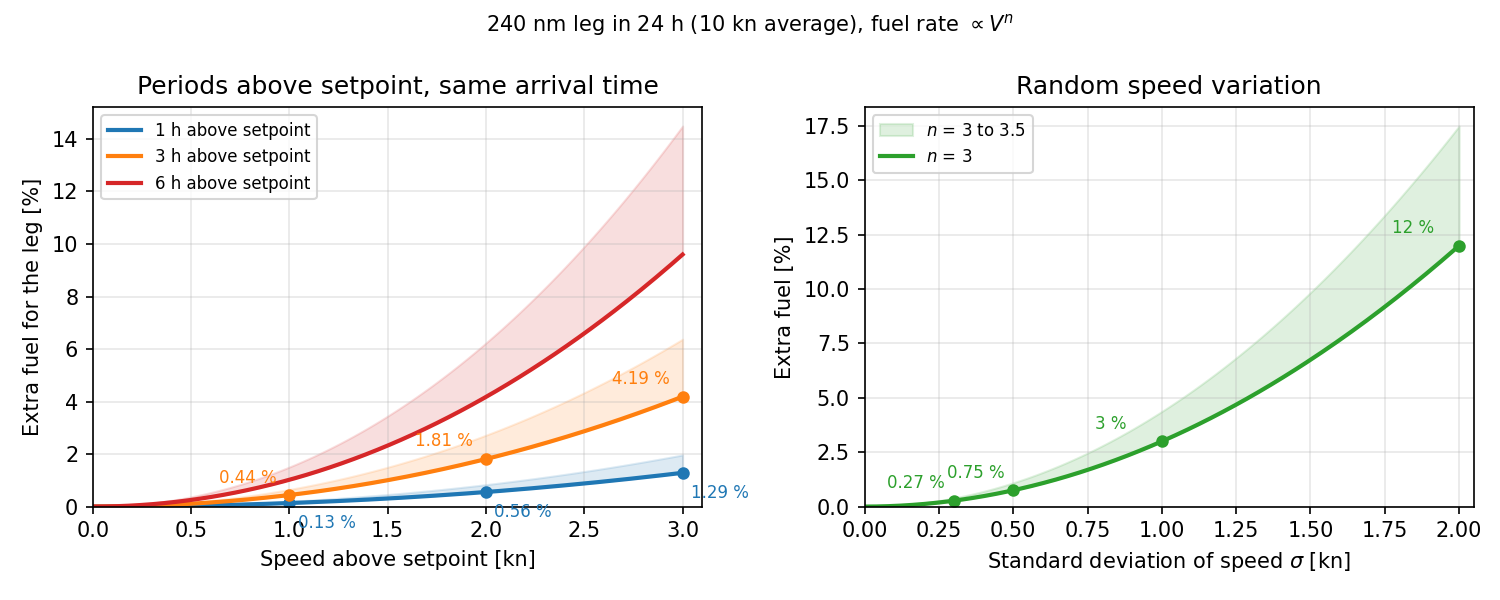 240 nm leg in 24 h (10 kn average), fuel rate ∝ Vⁿ
Periods above setpoint, same arrival time
Extra fuel for the leg [%]
14
12
10
8
6
4
2
0
1 h above setpoint
3 h above setpoint
6 h above setpoint
4.19 %
1.81 %
0.44 %
1.29 %
0.56 %
0.13 %
0.0 0.5 1.0 1.5 2.0 2.5 3.0
Speed above setpoint [kn]
Random speed variation
Extra fuel [%]
17.5
15.0
12.5
10.0
7.5
5.0
2.5
0.0
n = 3 to 3.5
n = 3
12 %
3 %
0.75 %
0.27 %
0.00 0.25 0.50 0.75 1.00 1.25 1.50 1.75 2.00
Standard deviation of speed σ [kn]